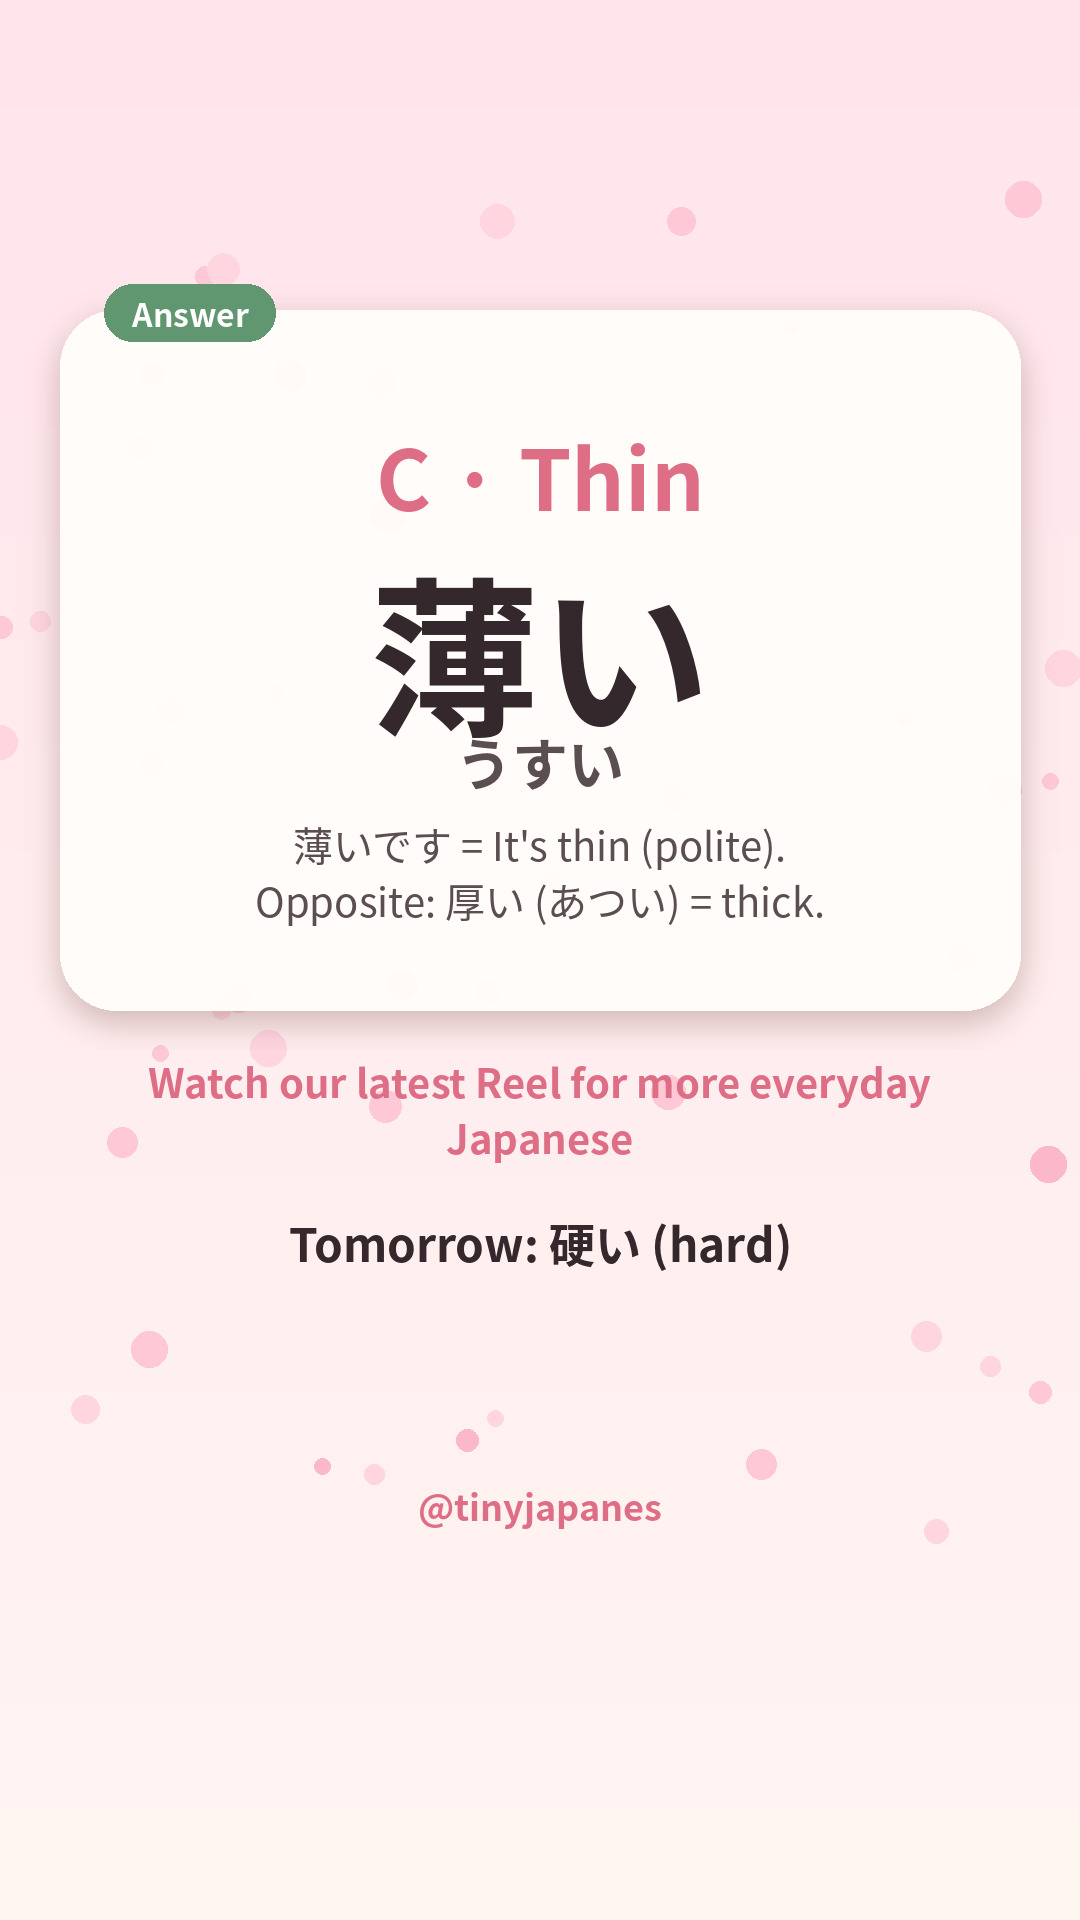 Answer
C · Thin
薄い
うすい
薄いです = It's thin (polite).
Opposite: 厚い (あつい) = thick.
Watch our latest Reel for more everyday
Japanese
Tomorrow: 硬い (hard)
@tinyjapanes